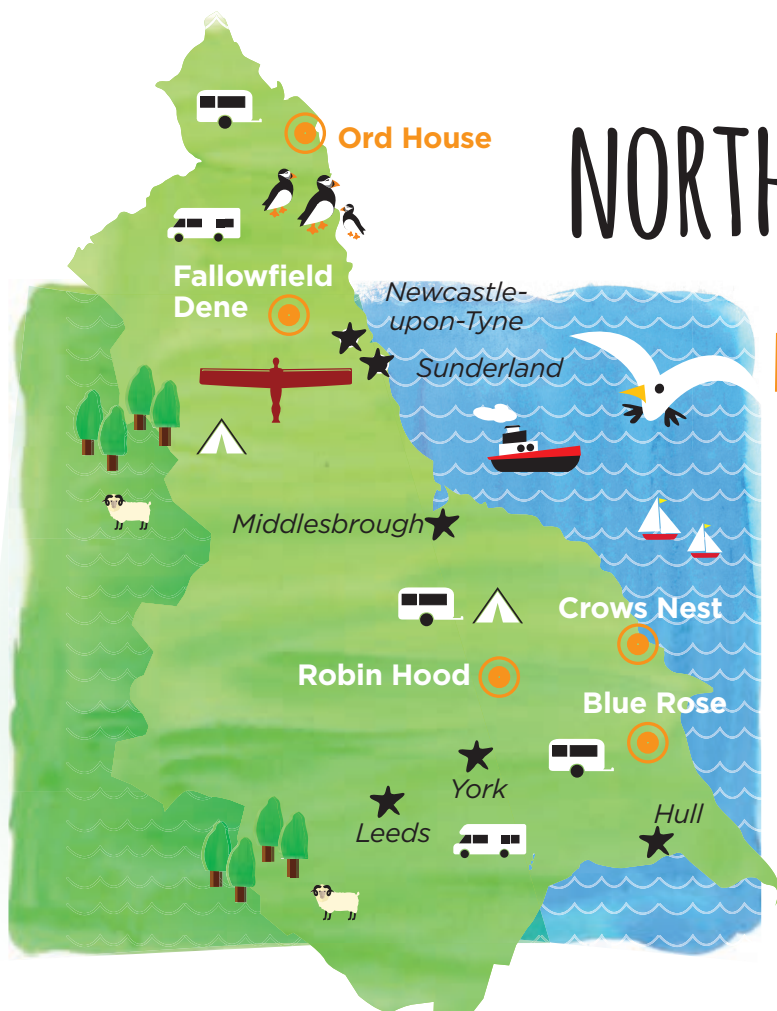 Ord House
NORTH
Fallowfield
Dene
Newcastle-
upon-Tyne
Sunderland
Middlesbrough
Crows Nest
Robin Hood
Blue Rose
York
Hull
Leeds